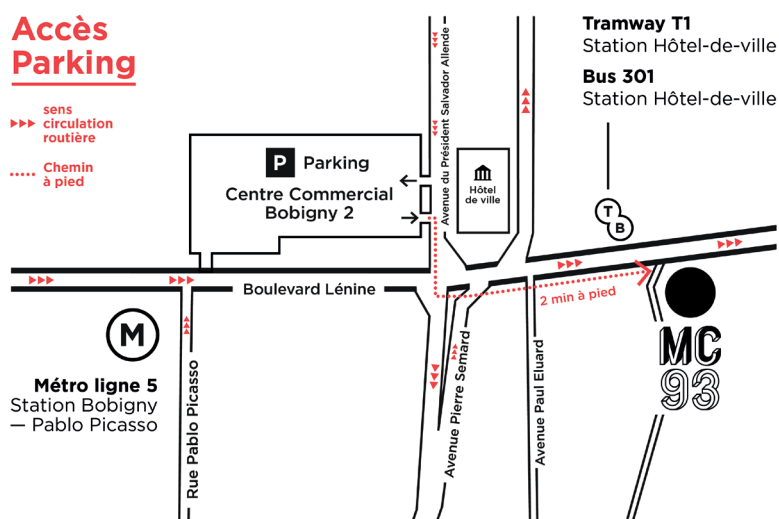 Accès
Parking
sens
circulation
routière
Chemin
à pied
Tramway T1
Station Hôtel-de-ville
Bus 301
Station Hôtel-de-ville
P Parking
Centre Commercial
Bobigny 2
Avenue du Président Salvador Allende
Hôtel
de ville
T
B
Boulevard Lénine
2 min à pied
M
Métro ligne 5
Station Bobigny
— Pablo Picasso
Rue Pablo Picasso
Avenue Pierre Semard
Avenue Paul Eluard
MC
93